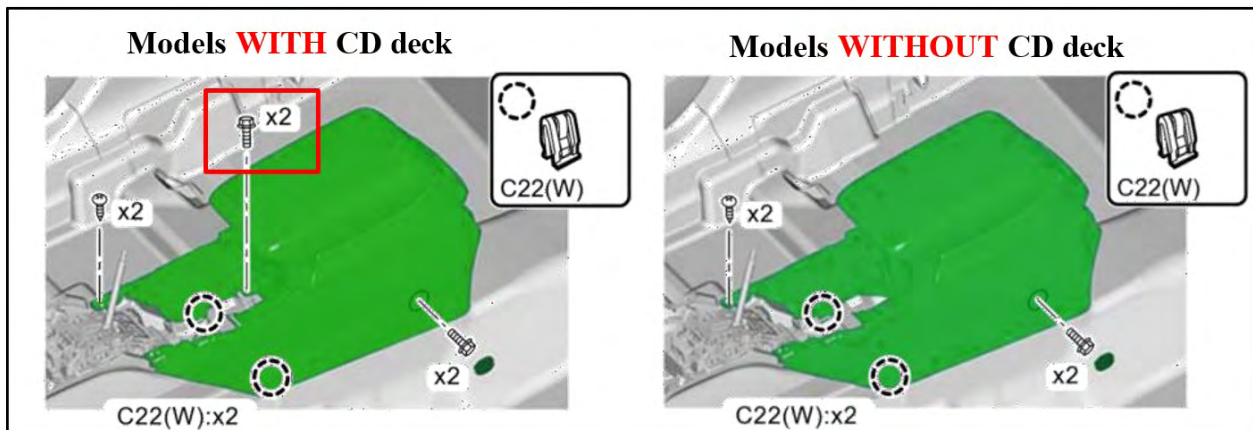 Models WITH CD deck
x2
x2
C22(W)
x2
C22(W):x2
Models WITHOUT CD deck
x2
C22(W)
x2
C22(W):x2